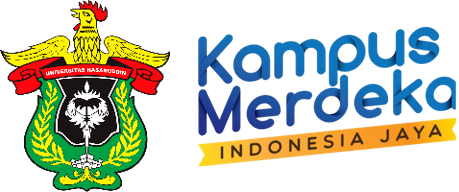 UNIVERSITAS HASANUDDIN
Kampus
Merdeka
INDONESIA JAYA